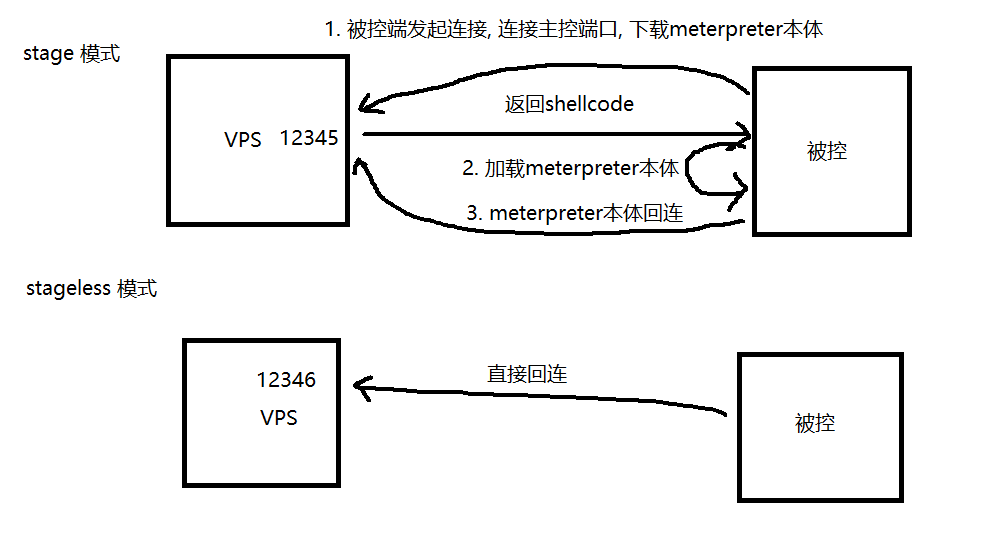 1. 被控端发起连接, 连接主控端口, 下载meterpreter本体
stage 模式
返回shellcode
VPS 12345
被控
2. 加载meterpreter本体
3. meterpreter本体回连
stageless 模式
12346
直接回连
VPS
被控